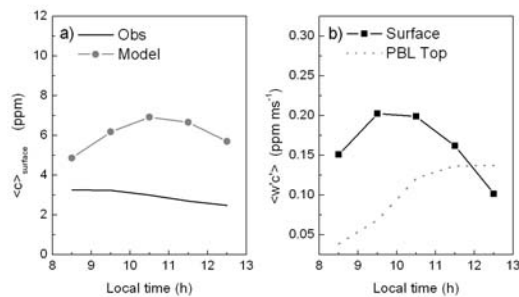 a)
Obs
Model
12
10
8
6
4
2
0
<c>surface (ppm)
8 9 10 11 12 13
Local time (h)
b)
Surface
PBL Top
0.30
0.25
0.20
0.15
0.10
0.05
<w'c'> (ppm ms⁻¹)
8 9 10 11 12 13
Local time (h)